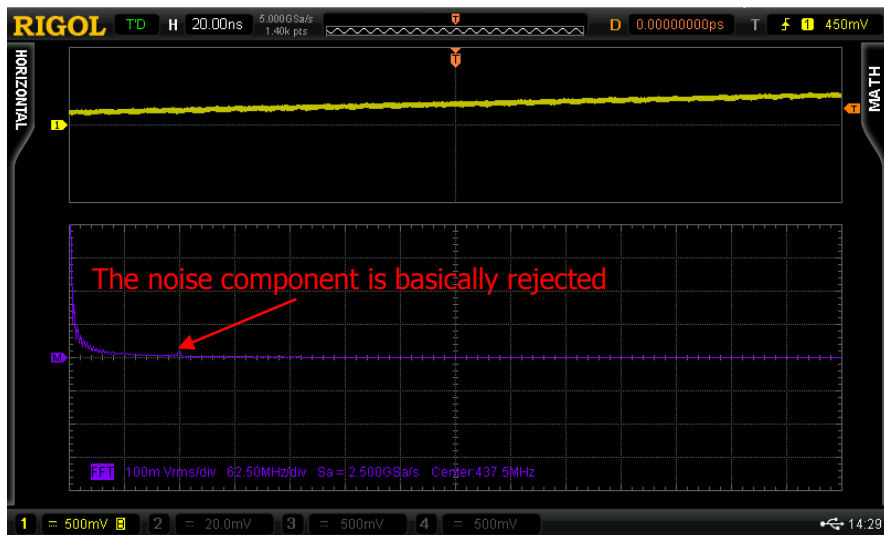 RIGOL T'D H 20.00ns 5.000GSa/s D 0.00000000ps T 1 450mV
1.40k pts
T
HORIZONTAL
MATH
1
T
The noise component is basically rejected
M
FFT 100m Vrms/div 62.50MHz/div Sa = 2.500GSa/s Center:437.5MHz
1 = 500mV B 2 = 20.0mV 3 = 500mV 4 = 500mV 14:29